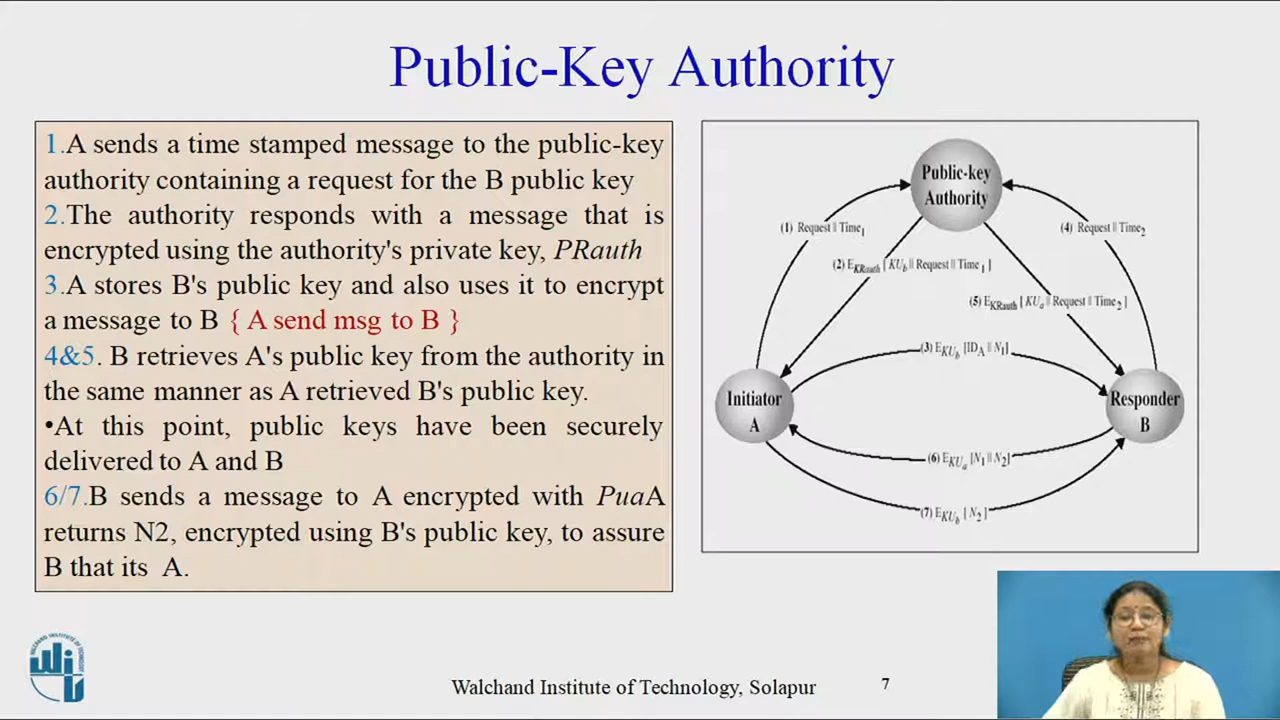 Public-Key Authority
1.A sends a time stamped message to the public-key
authority containing a request for the B public key
2.The authority responds with a message that is
encrypted using the authority's private key, PRauth
3.A stores B's public key and also uses it to encrypt
a message to B { A send msg to B }
4&5. B retrieves A's public key from the authority in
the same manner as A retrieved B's public key.
•At this point, public keys have been securely
delivered to A and B
6/7.B sends a message to A encrypted with PuaA
returns N2, encrypted using B's public key, to assure
B that its A.
Public-key
Authority
(1) Request || Time1
(4) Request || Time2
(2) EKRauth [ KUb || Request || Time1 ]
(5) EKRauth [ KUa || Request || Time2 ]
(3) EKUb [IDA || N1]
Initiator
A
Responder
B
(6) EKUa [N1 || N2]
(7) EKUb [ N2 ]
WALCHAND INSTITUTE OF TECHNOLOGY
WIT
Walchand Institute of Technology, Solapur
7